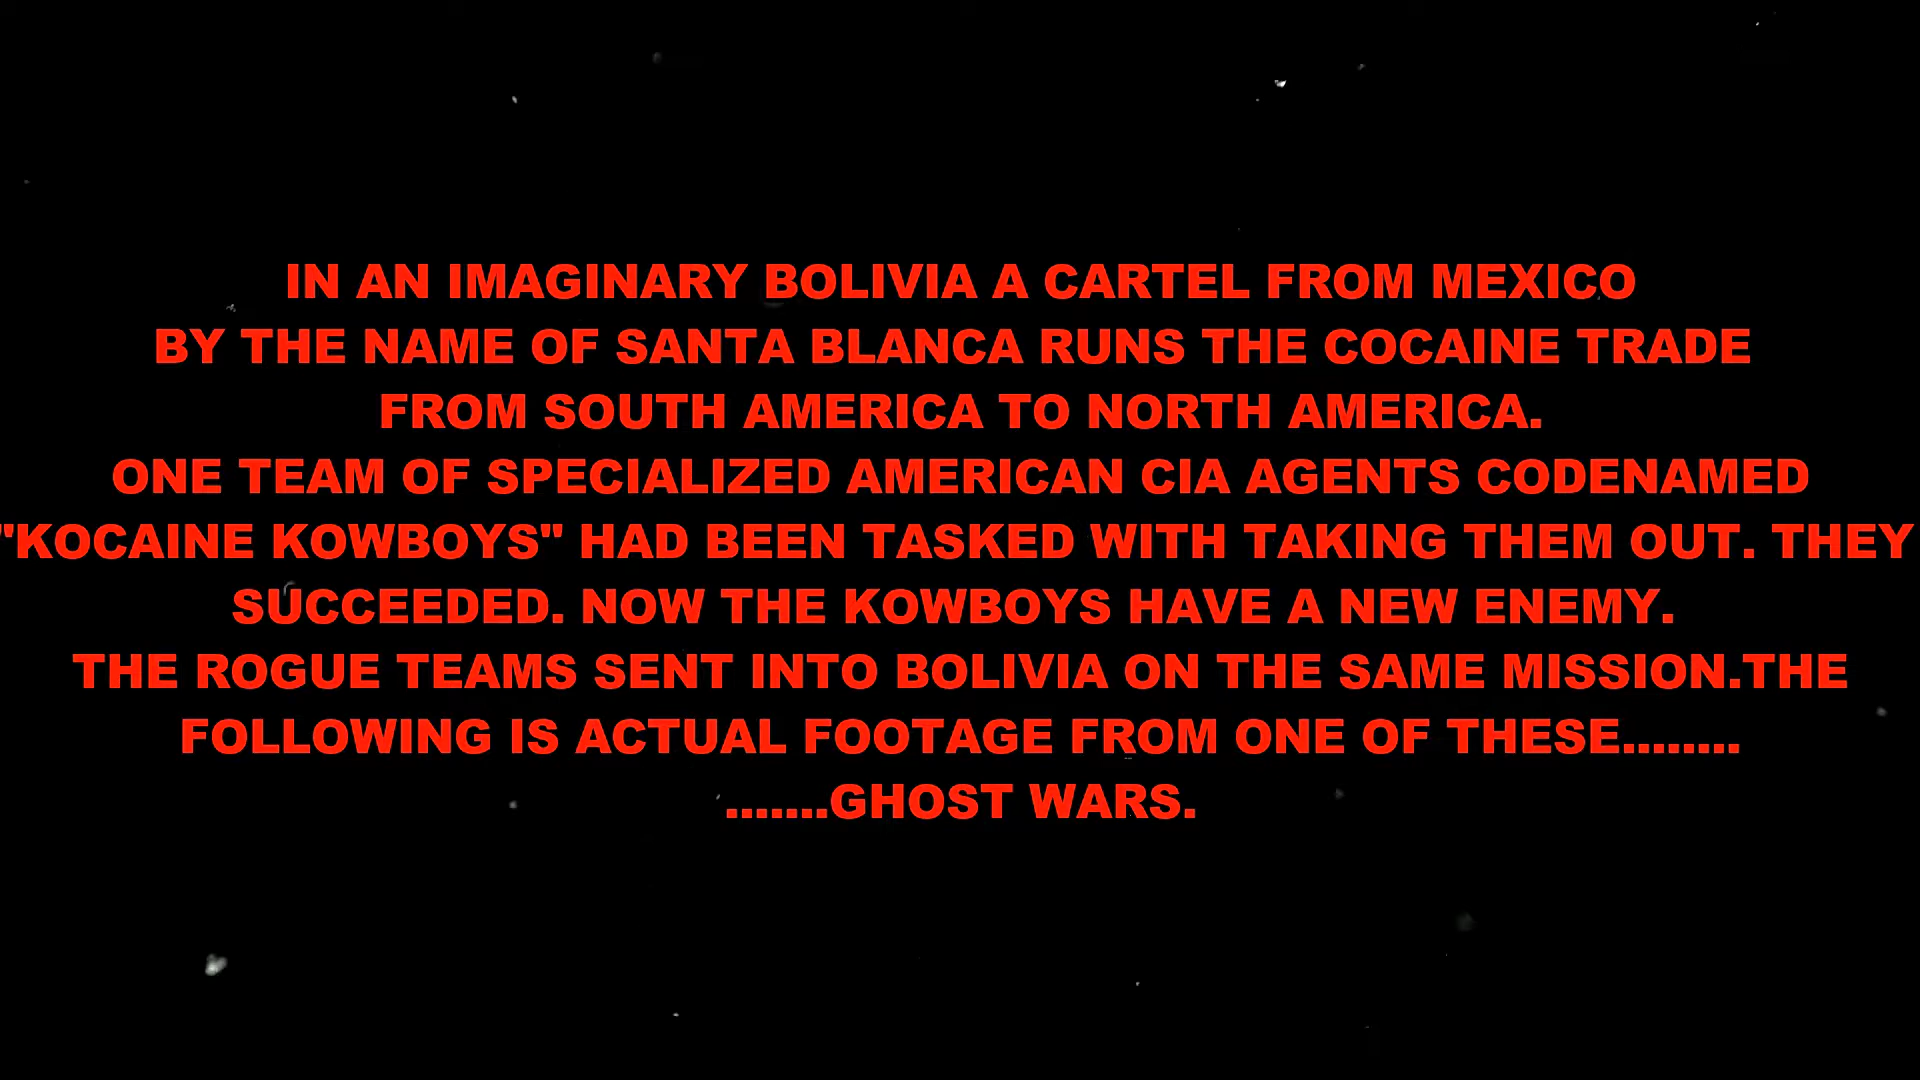 IN AN IMAGINARY BOLIVIA A CARTEL FROM MEXICO
BY THE NAME OF SANTA BLANCA RUNS THE COCAINE TRADE
FROM SOUTH AMERICA TO NORTH AMERICA.
ONE TEAM OF SPECIALIZED AMERICAN CIA AGENTS CODENAMED
"KOCAINE KOWBOYS" HAD BEEN TASKED WITH TAKING THEM OUT. THEY
SUCCEEDED. NOW THE KOWBOYS HAVE A NEW ENEMY.
THE ROGUE TEAMS SENT INTO BOLIVIA ON THE SAME MISSION.THE
FOLLOWING IS ACTUAL FOOTAGE FROM ONE OF THESE........
.......GHOST WARS.